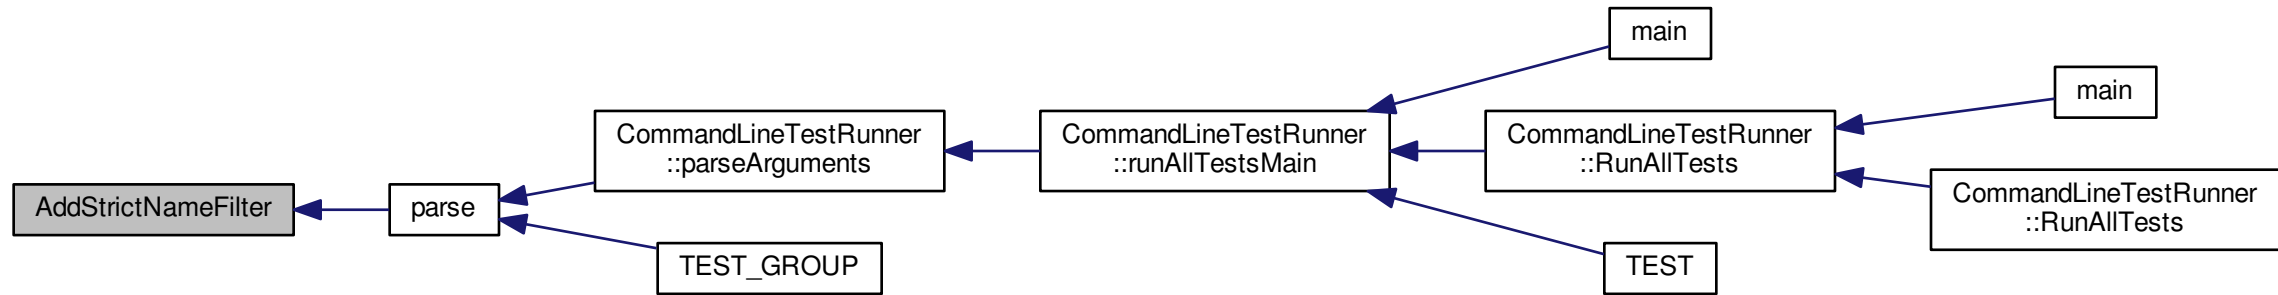 AddStrictNameFilter
parse
CommandLineTestRunner
::parseArguments
TEST_GROUP
CommandLineTestRunner
::runAllTestsMain
main
CommandLineTestRunner
::RunAllTests
TEST
main
CommandLineTestRunner
::RunAllTests